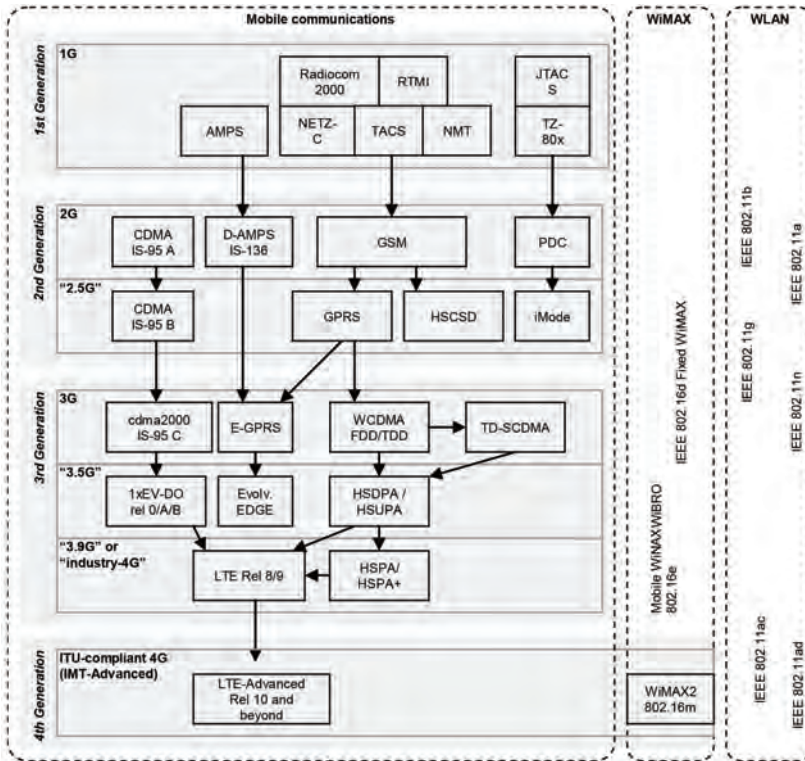 Mobile communications
WiMAX
WLAN
1st Generation
1G
Radiocom
2000
RTMI
JTAC
S
AMPS
NETZ-
C
TACS
NMT
TZ-
80x
2nd Generation
2G
CDMA
IS-95 A
D-AMPS
IS-136
GSM
PDC
"2.5G"
CDMA
IS-95 B
GPRS
HSCSD
iMode
3rd Generation
3G
cdma2000
IS-95 C
E-GPRS
WCDMA
FDD/TDD
TD-SCDMA
"3.5G"
1xEV-DO
rel 0/A/B
Evolv.
EDGE
HSDPA /
HSUPA
"3.9G" or
"industry-4G"
LTE Rel 8/9
HSPA/
HSPA+
4th Generation
ITU-compliant 4G
(IMT-Advanced)
LTE-Advanced
Rel 10 and
beyond
WiMAX2
802.16m
IEEE 802.16d Fixed WiMAX
Mobile WiNAXWiBRO
802.16e
IEEE 802.11b
IEEE 802.11a
IEEE 802.11g
IEEE 802.11n
IEEE 802.11ac
IEEE 802.11ad